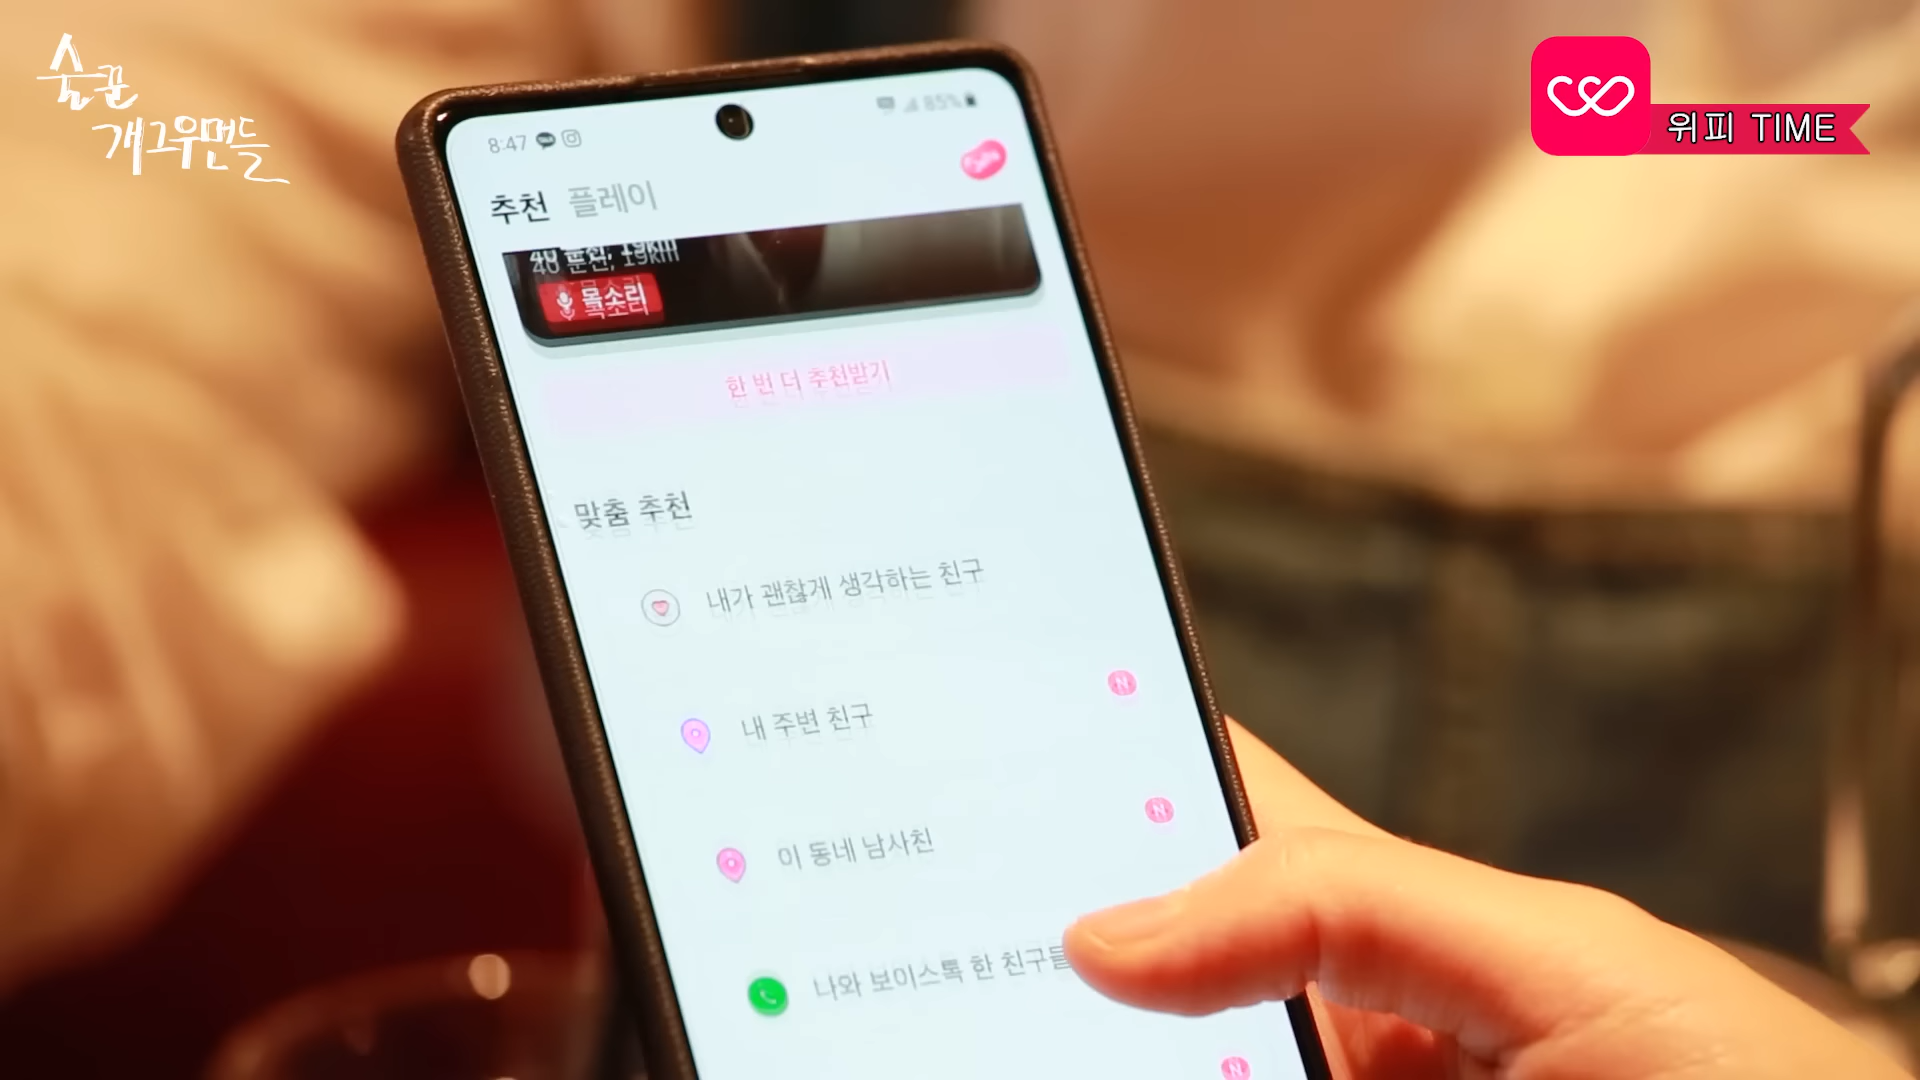 술꾼
개그우먼들
위피 TIME
8:47
85%
추천 플레이
19km
목소리
한 번 더 추천받기
맞춤 추천
내가 괜찮게 생각하는 친구
내 주변 친구
N
이 동네 남사친
N
나와 보이스톡 한 친구들
N